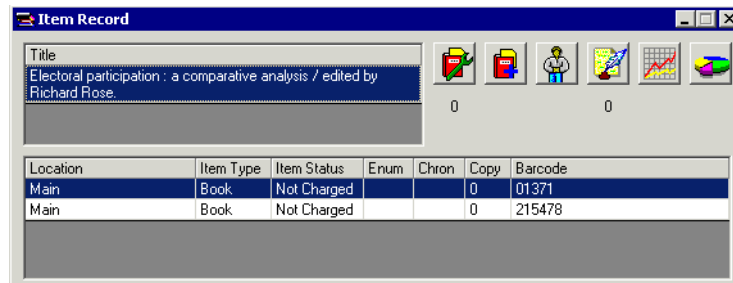 Item Record
Title
Electoral participation : a comparative analysis / edited by
Richard Rose.
0 0
Location Item Type Item Status Enum Chron Copy Barcode
Main Book Not Charged 0 01371
Main Book Not Charged 0 215478